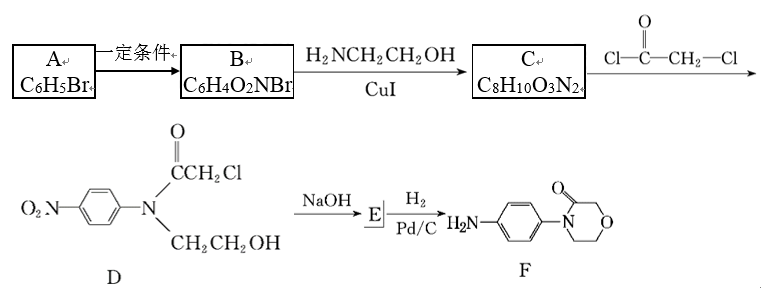 A
C₆H₅Br
一定条件
B
C₆H₄O₂NBr
H₂NCH₂CH₂OH
CuI
C
C₈H₁₀O₃N₂
O
Cl—C—CH₂—Cl
O
CCH₂Cl
O₂N
N
CH₂CH₂OH
D
NaOH
E
H₂
Pd/C
H₂N
O
N
O
F